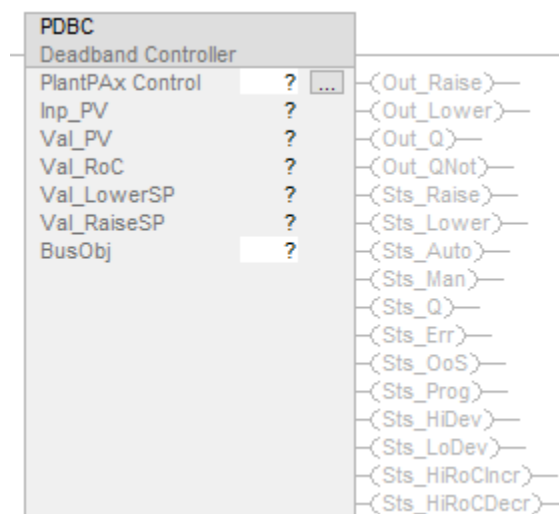 PDBC
Deadband Controller
PlantPAx Control ? ... (Out_Raise)
Inp_PV ? (Out_Lower)
Val_PV ? (Out_Q)
Val_RoC ? (Out_QNot)
Val_LowerSP ? (Sts_Raise)
Val_RaiseSP ? (Sts_Lower)
BusObj ? (Sts_Auto)
(Sts_Man)
(Sts_Q)
(Sts_Err)
(Sts_OoS)
(Sts_Prog)
(Sts_HiDev)
(Sts_LoDev)
(Sts_HiRoCIncr)
(Sts_HiRoCDecr)